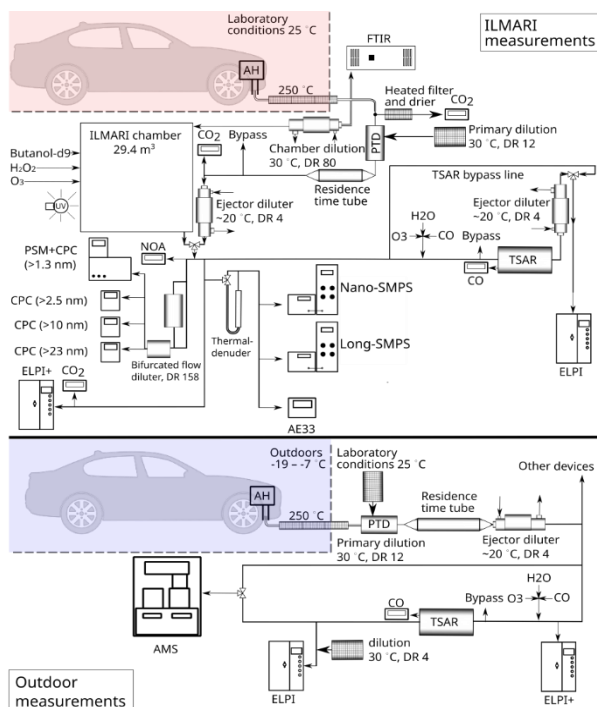 Laboratory
conditions 25 °C
ILMARI
measurements
FTIR
AH
250 °C
Heated filter
and drier
CO2
ILMARI chamber
29.4 m³
CO2
Bypass
Chamber dilution
30 °C, DR 80
PTD
Primary dilution
30 °C, DR 12
Butanol-d9
H2O2
O3
UV
Residence
time tube
TSAR bypass line
Ejector diluter
~20 °C, DR 4
Ejector diluter
~20 °C, DR 4
H2O
O3
CO
Bypass
TSAR
CO
PSM+CPC
(>1.3 nm)
NOA
CPC (>2.5 nm)
CPC (>10 nm)
CPC (>23 nm)
Nano-SMPS
Long-SMPS
Thermal-
denuder
Bifurcated flow
diluter, DR 158
ELPI+
CO2
AE33
ELPI
Outdoors
-19 – -7 °C
Laboratory
conditions 25 °C
Other devices
AH
250 °C
PTD
Residence
time tube
Primary dilution
30 °C, DR 12
Ejector diluter
~20 °C, DR 4
H2O
Bypass
O3
CO
CO
TSAR
AMS
dilution
30 °C, DR 4
ELPI
ELPI+
Outdoor
measurements